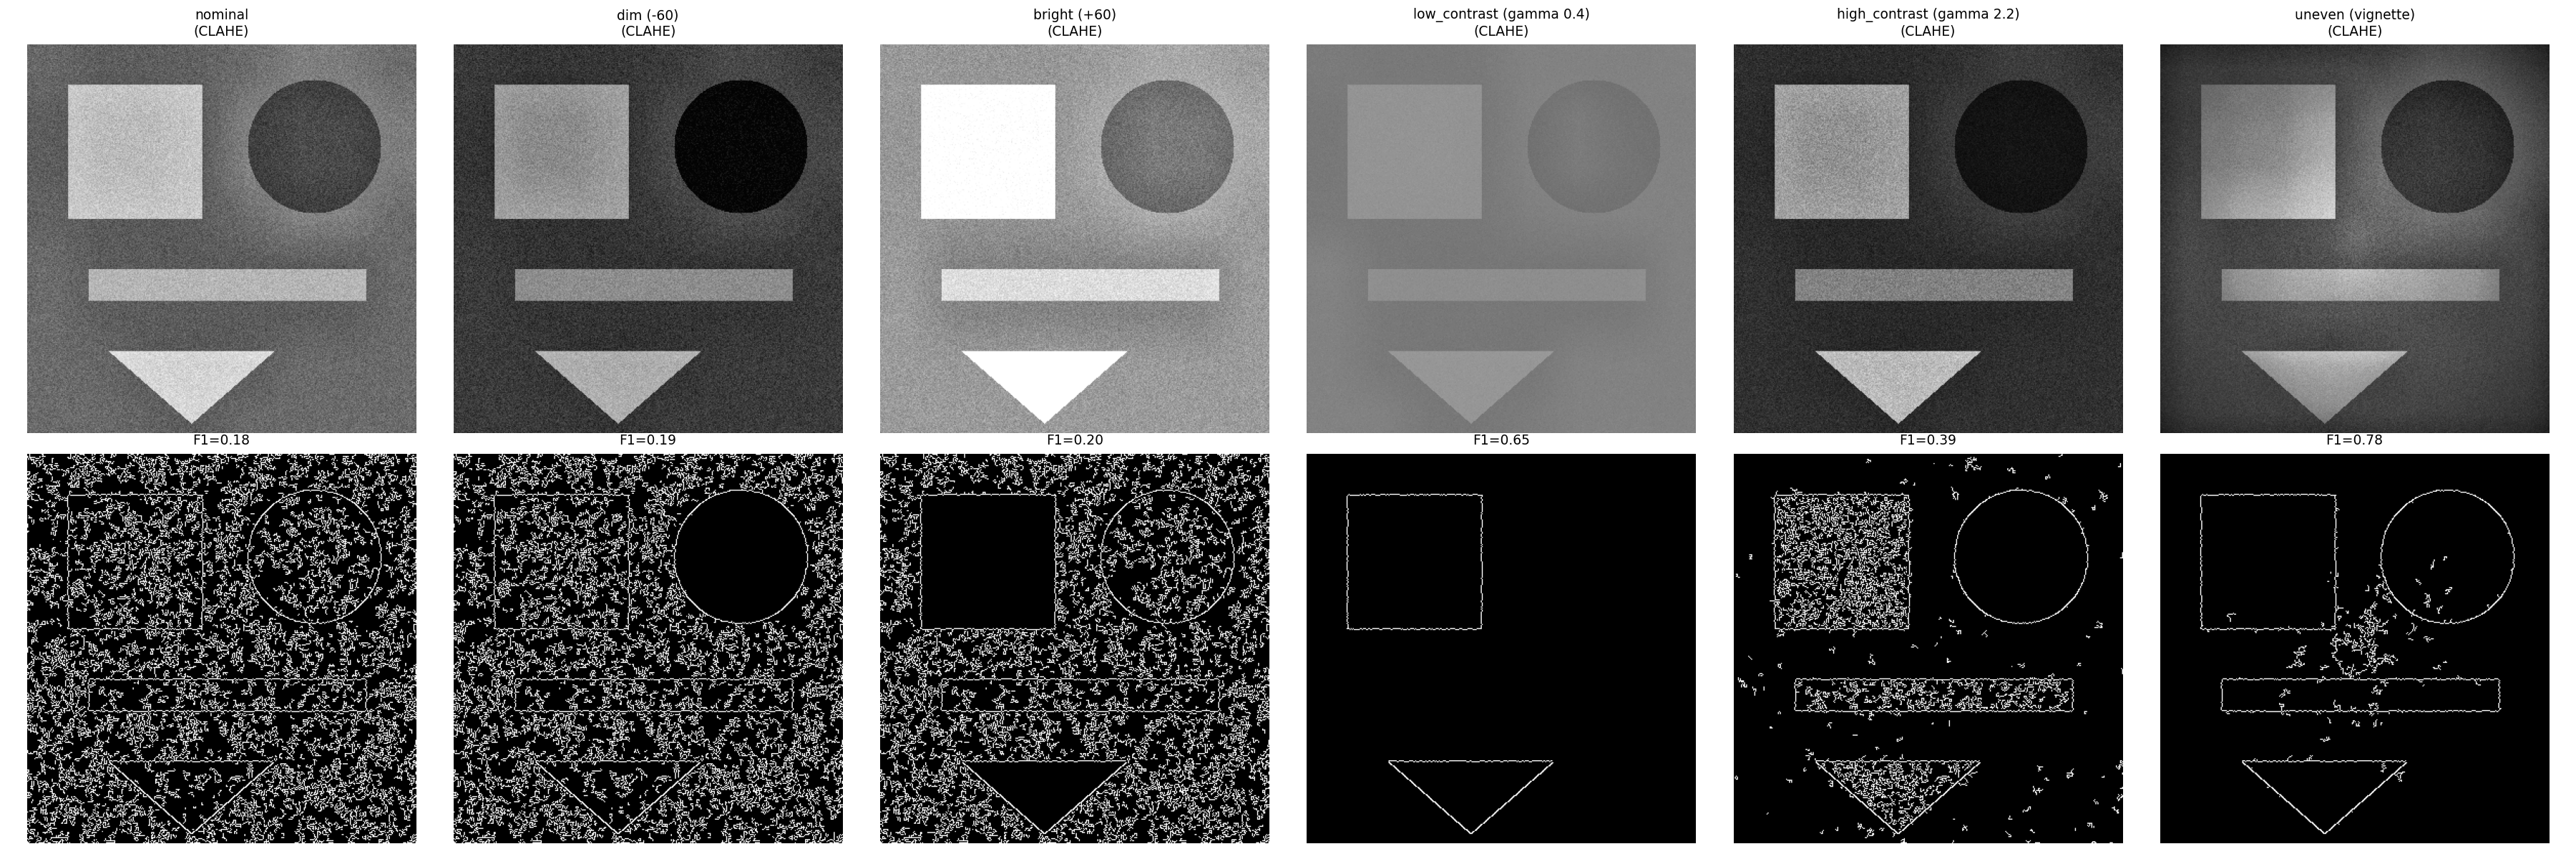 nominal
(CLAHE)
dim (-60)
(CLAHE)
bright (+60)
(CLAHE)
low_contrast (gamma 0.4)
(CLAHE)
high_contrast (gamma 2.2)
(CLAHE)
uneven (vignette)
(CLAHE)
F1=0.18
F1=0.19
F1=0.20
F1=0.65
F1=0.39
F1=0.78